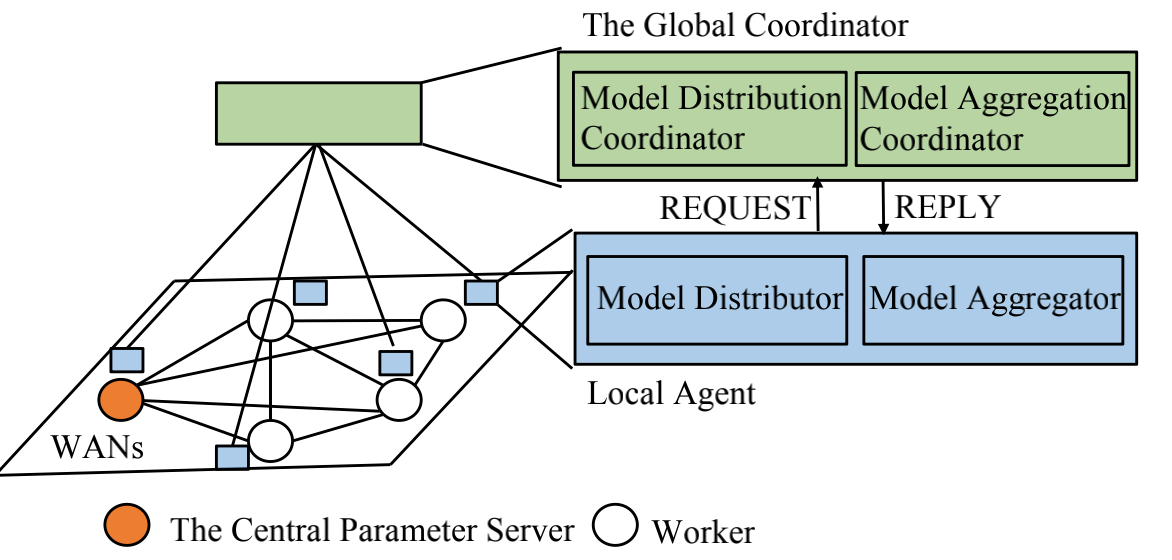 The Global Coordinator
Model Distribution
Coordinator
Model Aggregation
Coordinator
REQUEST
REPLY
Model Distributor
Model Aggregator
Local Agent
WANs
The Central Parameter Server
Worker